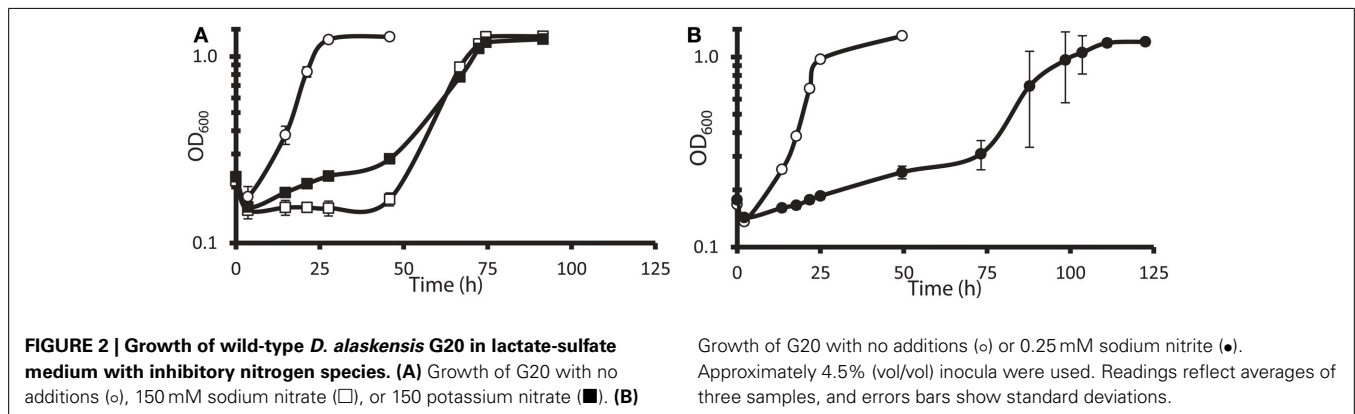 A
1.0
OD600
0.1
0 25 50 75 100 125
Time (h)
B
1.0
OD600
0.1
0 25 50 75 100 125
Time (h)
FIGURE 2 | Growth of wild-type D. alaskensis G20 in lactate-sulfate
medium with inhibitory nitrogen species. (A) Growth of G20 with no
additions (○), 150 mM sodium nitrate (□), or 150 potassium nitrate (■). (B)
Growth of G20 with no additions (○) or 0.25 mM sodium nitrite (●).
Approximately 4.5% (vol/vol) inocula were used. Readings reflect averages of
three samples, and errors bars show standard deviations.